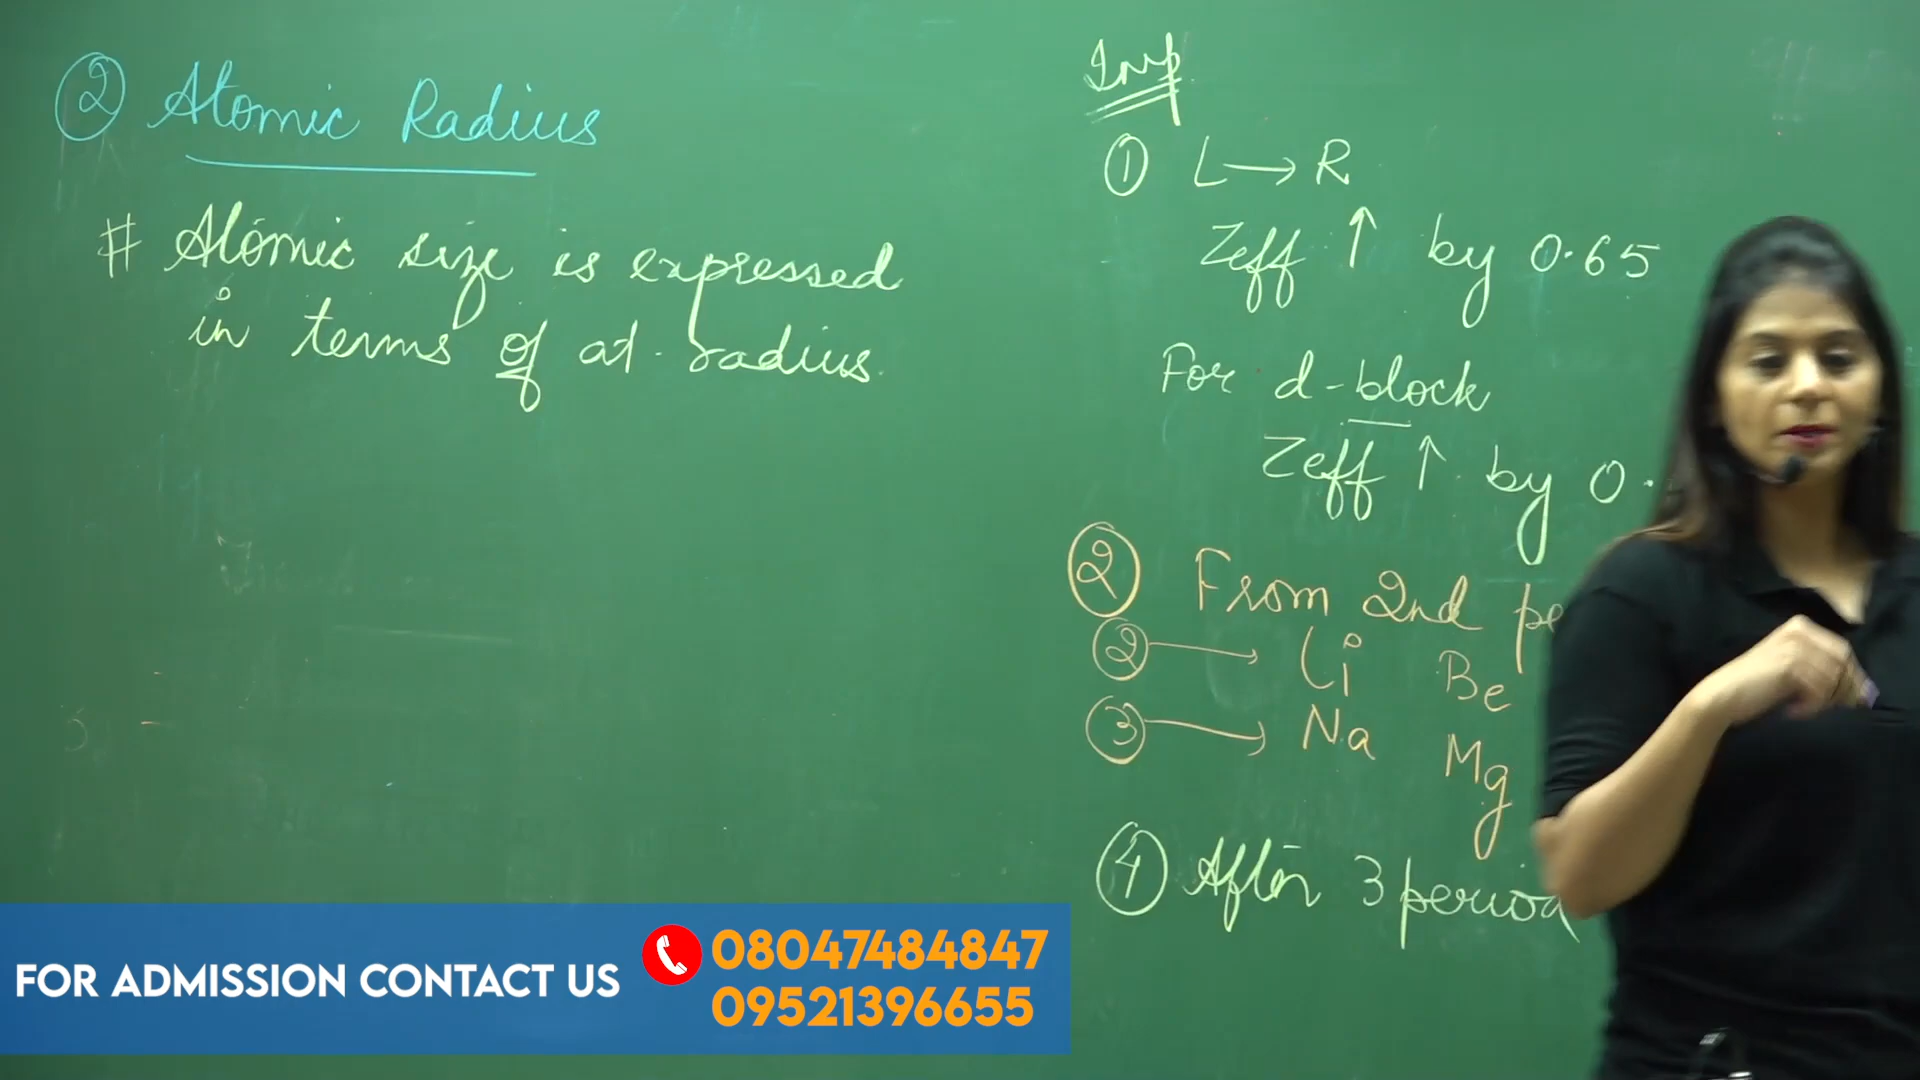 ② Atomic Radius
# Atomic size is expressed
in terms of at. radius.
Imp
① L → R
Zeff ↑ by 0.65
For d-block
Zeff ↑ by 0.
② From 2nd pe
② → Li Be
③ → Na Mg
④ After 3 period
FOR ADMISSION CONTACT US
08047484847
09521396655